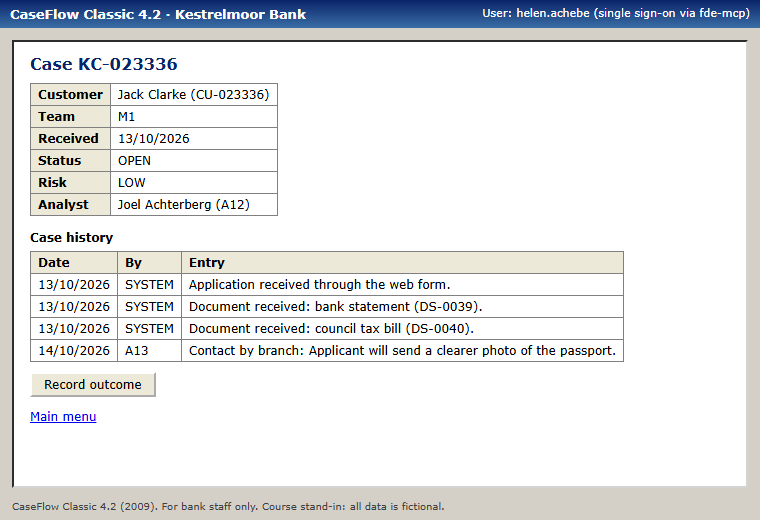 CaseFlow Classic 4.2 · Kestrelmoor Bank
User: helen.achebe (single sign-on via fde-mcp)
Case KC-023336
Customer Jack Clarke (CU-023336)
Team M1
Received 13/10/2026
Status OPEN
Risk LOW
Analyst Joel Achterberg (A12)
Case history
Date By Entry
13/10/2026 SYSTEM Application received through the web form.
13/10/2026 SYSTEM Document received: bank statement (DS-0039).
13/10/2026 SYSTEM Document received: council tax bill (DS-0040).
14/10/2026 A13 Contact by branch: Applicant will send a clearer photo of the passport.
Record outcome
Main menu
CaseFlow Classic 4.2 (2009). For bank staff only. Course stand-in: all data is fictional.